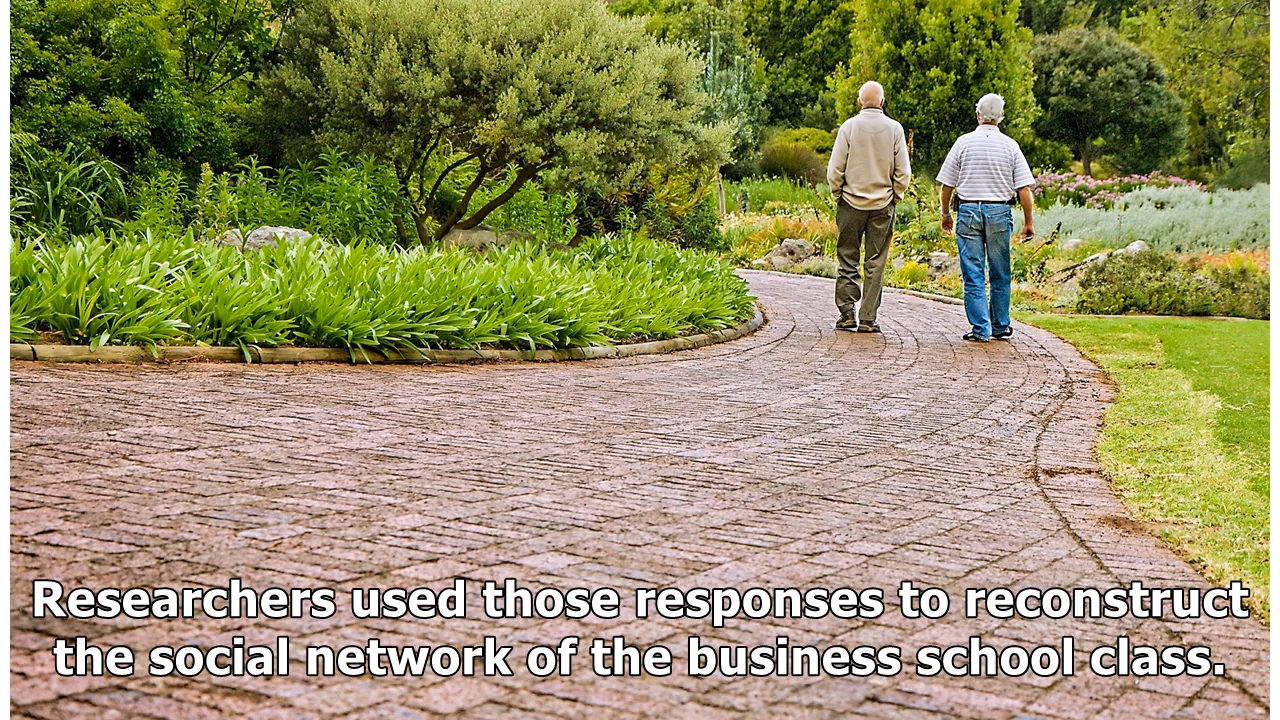 Researchers used those responses to reconstruct
the social network of the business school class.